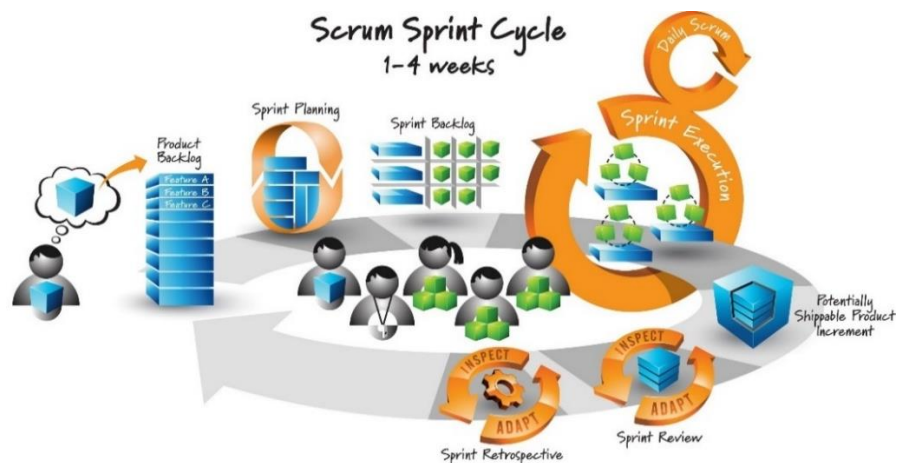 Scrum Sprint Cycle
1-4 weeks
Daily Scrum
Sprint Execution
Sprint Planning
Sprint Backlog
Product
Backlog
Feature A
Feature B
Feature C
Potentially
Shippable Product
Increment
INSPECT
ADAPT
Sprint Review
INSPECT
ADAPT
Sprint Retrospective